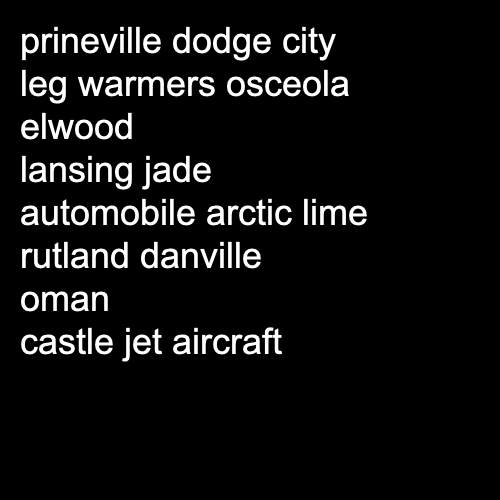 prineville dodge city
leg warmers osceola
elwood
lansing jade
automobile arctic lime
rutland danville
oman
castle jet aircraft